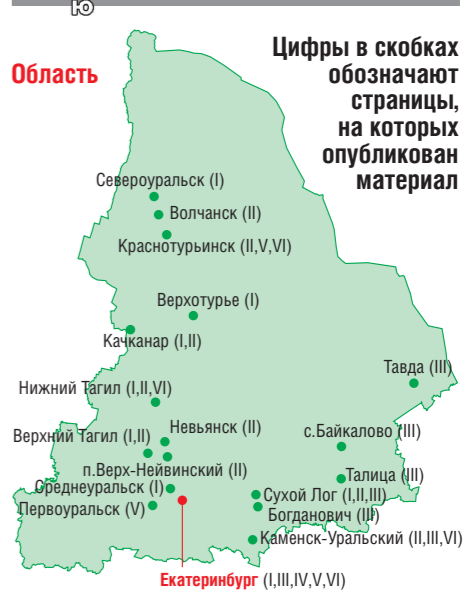 Ю
Область
Цифры в скобках
обозначают
страницы,
на которых
опубликован
материал
Североуральск (I)
Волчанск (II)
Краснотурьинск (II,V,VI)
Верхотурье (I)
Качканар (I,II)
Тавда (III)
Нижний Тагил (I,II,VI)
Невьянск (II)
Верхний Тагил (I,II)
с.Байкалово (III)
п.Верх-Нейвинский (II)
Талица (III)
Среднеуральск (I)
Сухой Лог (I,II,III)
Первоуральск (V)
Богданович (III)
Каменск-Уральский (II,III,VI)
Екатеринбург (I,III,IV,V,VI)